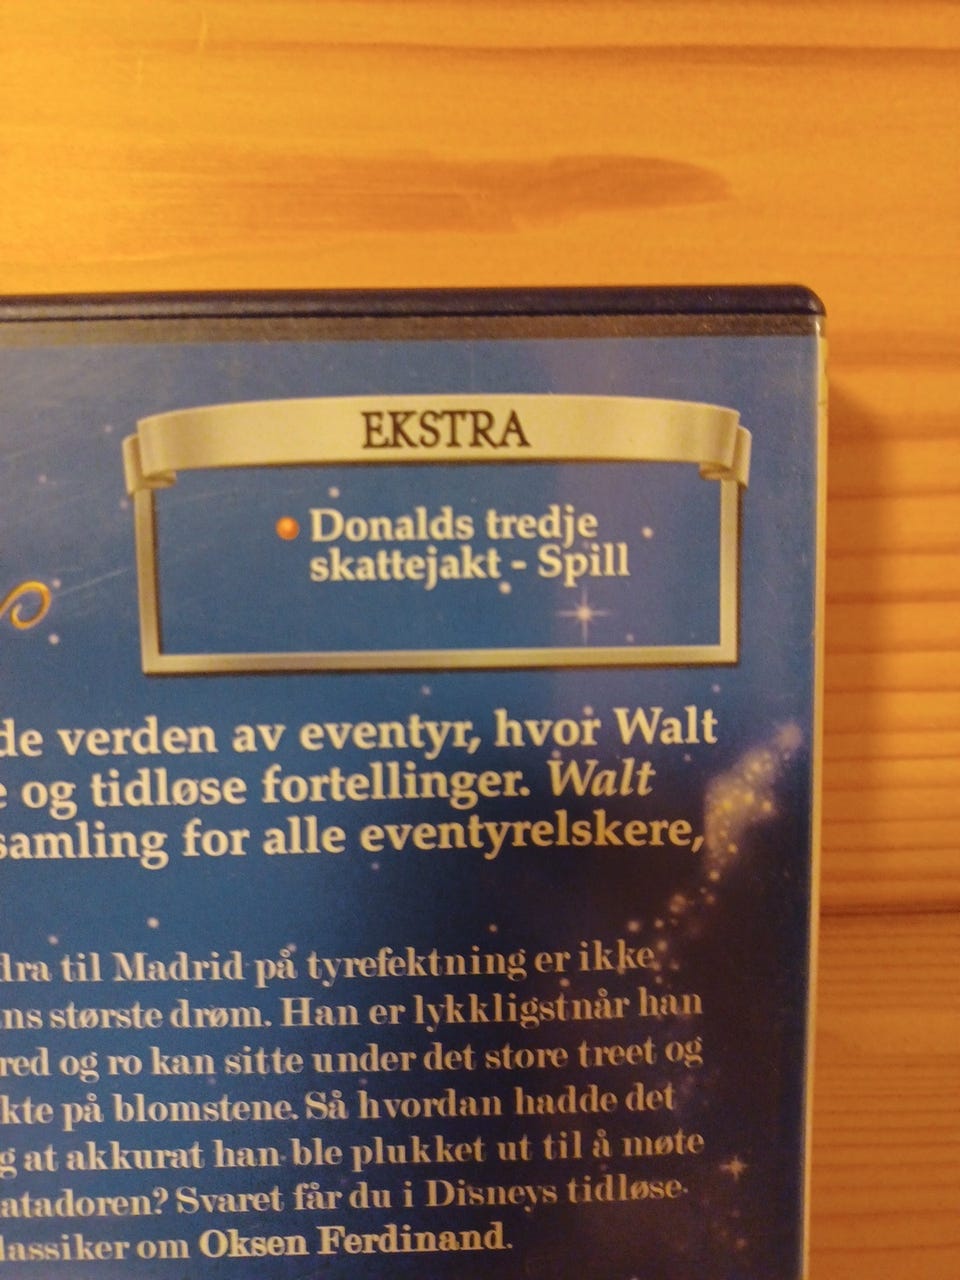 EKSTRA
Donalds tredje
skattejakt - Spill
de verden av eventyr, hvor Walt
og tidløse fortellinger. Walt
samling for alle eventyrelskere,
dra til Madrid på tyrefektning er ikke
ns største drøm. Han er lykkligst når han
red og ro kan sitte under det store treet og
kte på blomstene. Så hvordan hadde det
g at akkurat han ble plukket ut til å møte
atadoren? Svaret får du i Disneys tidløse
lassiker om Oksen Ferdinand.